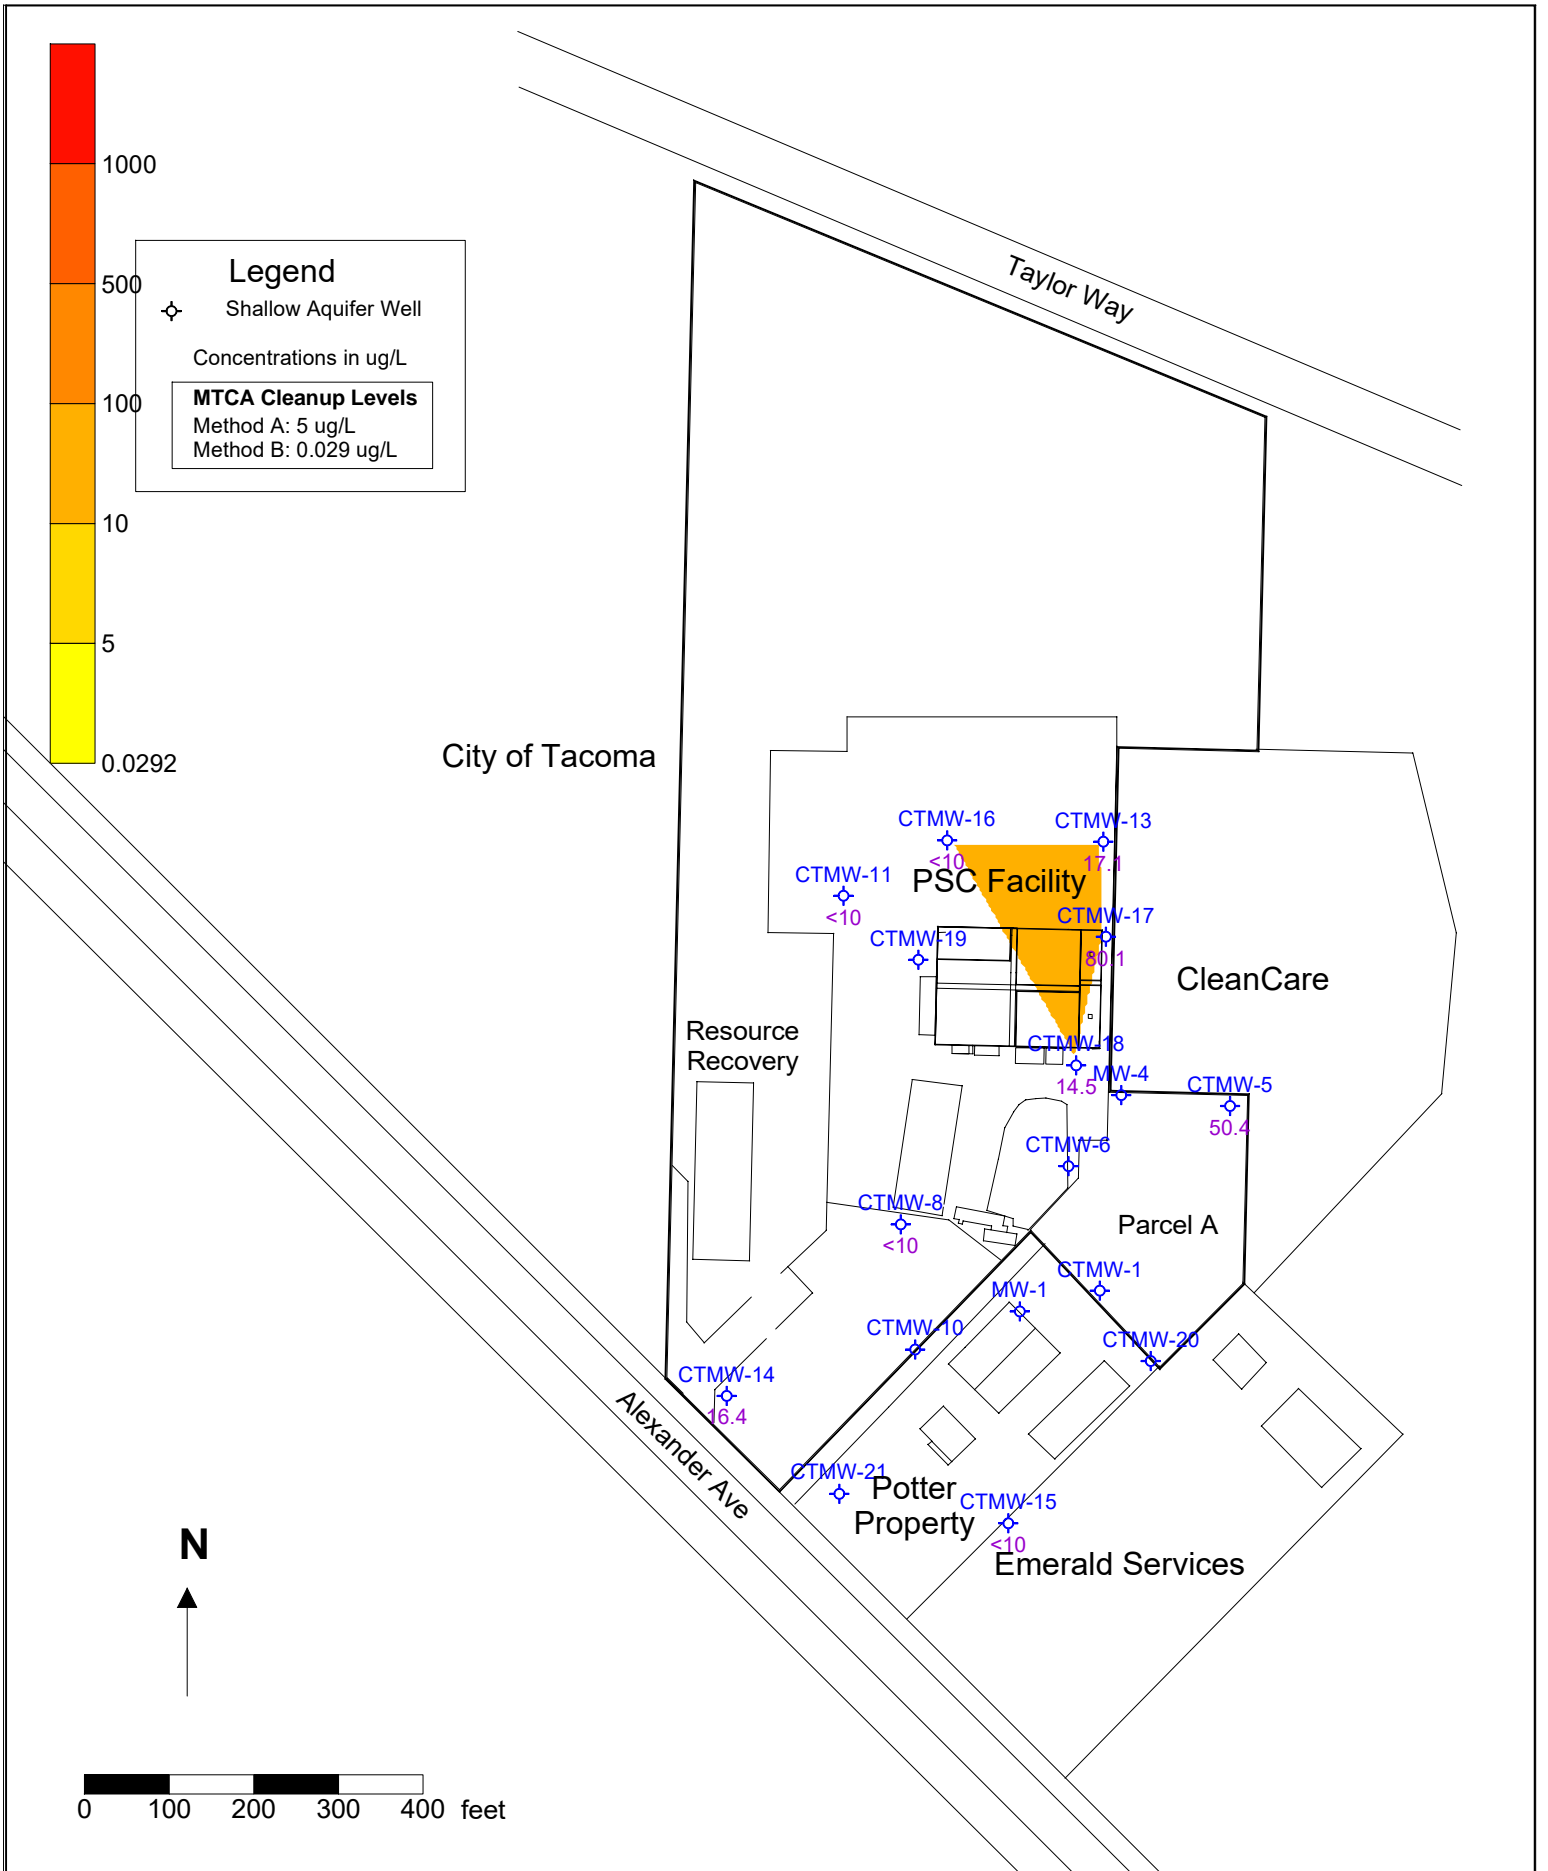 1000
500
100
10
5
0.0292
Legend
Shallow Aquifer Well
Concentrations in ug/L
MTCA Cleanup Levels
Method A: 5 ug/L
Method B: 0.029 ug/L
Taylor Way
City of Tacoma
CTMW-16
<10
CTMW-13
17.1
CTMW-11
<10
PSC Facility
CTMW-17
80.1
CTMW-19
CleanCare
Resource
Recovery
CTMW-18
14.5
MW-4
CTMW-5
50.4
CTMW-6
CTMW-8
<10
Parcel A
CTMW-1
MW-1
CTMW-10
CTMW-20
CTMW-14
16.4
Alexander Ave
CTMW-21
Potter
Property
CTMW-15
<10
Emerald Services
N
0 100 200 300 400 feet